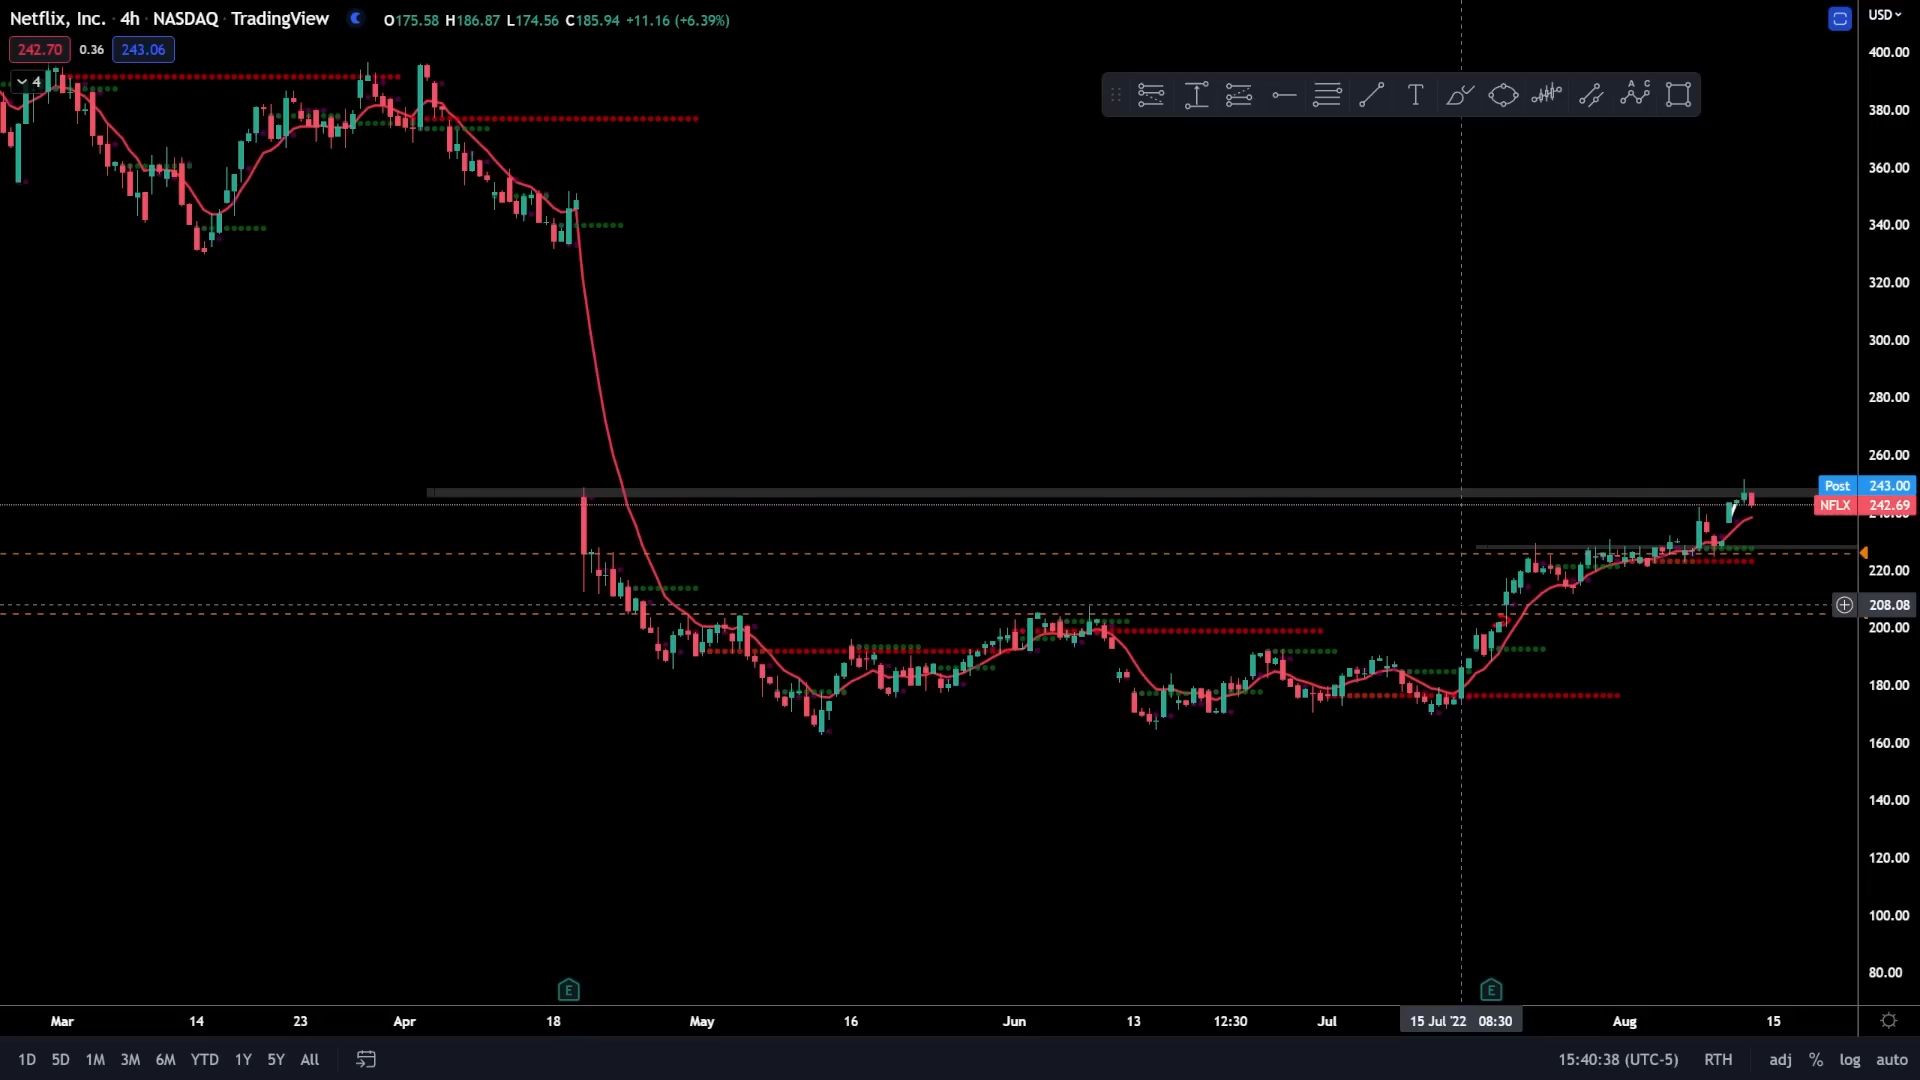 Netflix, Inc. · 4h · NASDAQ · TradingView O175.58 H186.87 L174.56 C185.94 +11.16 (+6.39%)
242.70 0.36 243.06
4
USD
400.00
380.00
360.00
340.00
320.00
300.00
280.00
260.00
Post 243.00
NFLX 242.69
220.00
208.08
200.00
180.00
160.00
140.00
120.00
100.00
80.00
T
A C
E E
Mar 14 23 Apr 18 May 16 Jun 13 12:30 Jul 15 Jul '22 08:30 Aug 15
1D 5D 1M 3M 6M YTD 1Y 5Y All 15:40:38 (UTC-5) RTH adj % log auto